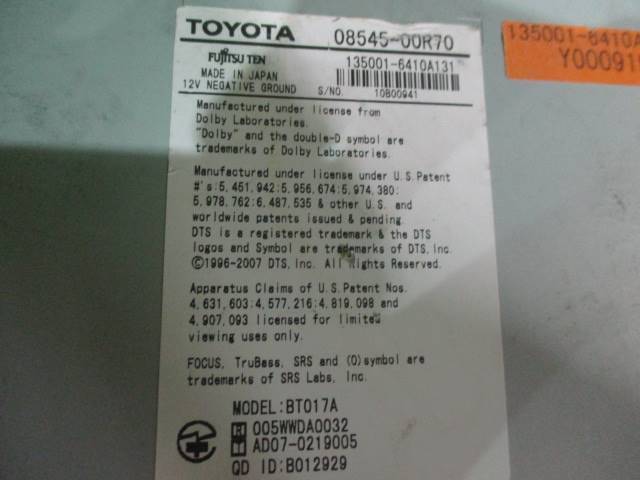 TOYOTA 08545-00R70
FUJITSU TEN 135001-6410A131
MADE IN JAPAN
12V NEGATIVE GROUND S/NO. 10800941
Manufactured under license from
Dolby Laboratories.
"Dolby" and the double-D symbol are
trademarks of Dolby Laboratories.
Manufactured under license under U.S.Patent
#'s:5,451,942;5,956,674;5,974,380;
5,978,762;6,487,535 & other U.S. and
worldwide patents issued & pending.
DTS is a registered trademark & the DTS
logos and Symbol are trademarks of DTS,Inc.
©1996-2007 DTS,Inc. All Rights Reserved.
Apparatus Claims of U.S.Patent Nos.
4,631,603;4,577,216;4,819,098 and
4,907,093 licensed for limited
viewing uses only.
FOCUS, TruBass, SRS and (O)symbol are
trademarks of SRS Labs, Inc.
MODEL:BT017A
005WWDA0032
AD07-0219005
QD ID:B012929
135001-6410A
Y00091